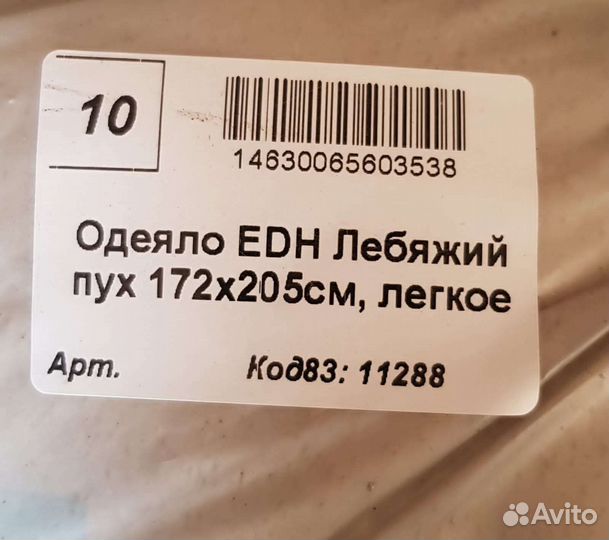 10
14630065603538
Одеяло EDH Лебяжий
пух 172х205см, легкое
Арт. Код83: 11288
Avito